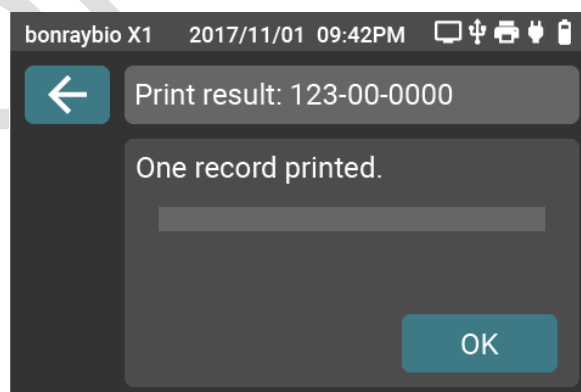 bonraybio X1 2017/11/01 09:42PM
Print result: 123-00-0000
One record printed.
OK